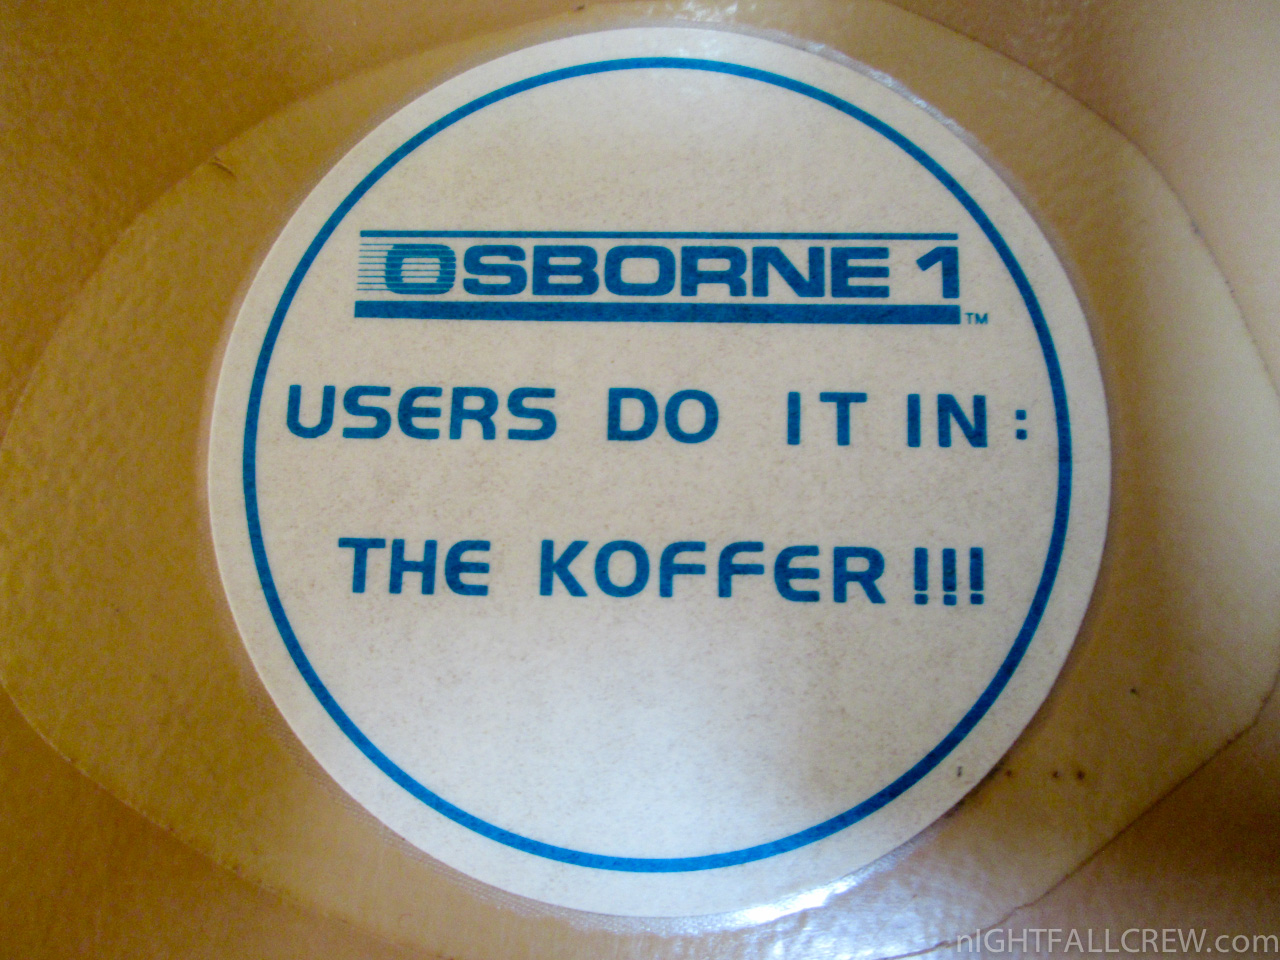 OSBORNE 1 ™
USERS DO IT IN :
THE KOFFER !!!
nIGHTFALLCREW.com